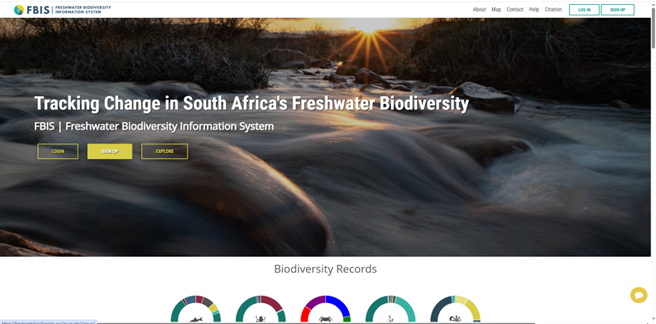 FBIS | FRESHWATER BIODIVERSITY
INFORMATION SYSTEM
About Map Contact Help Citation LOG IN SIGN UP
Tracking Change in South Africa's Freshwater Biodiversity
FBIS | Freshwater Biodiversity Information System
LOGIN SIGN UP EXPLORE
Biodiversity Records